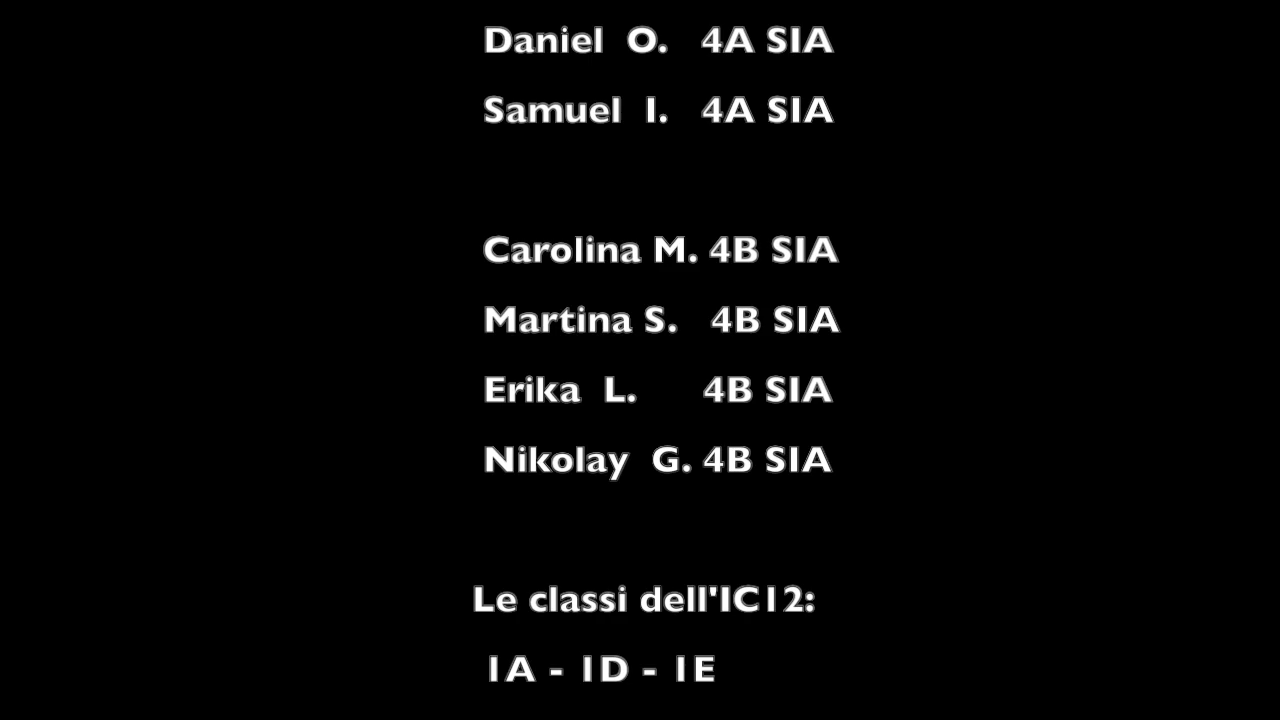 Daniel O. 4A SIA
Samuel I. 4A SIA
Carolina M. 4B SIA
Martina S. 4B SIA
Erika L. 4B SIA
Nikolay G. 4B SIA
Le classi dell'IC12:
1A - 1D - 1E